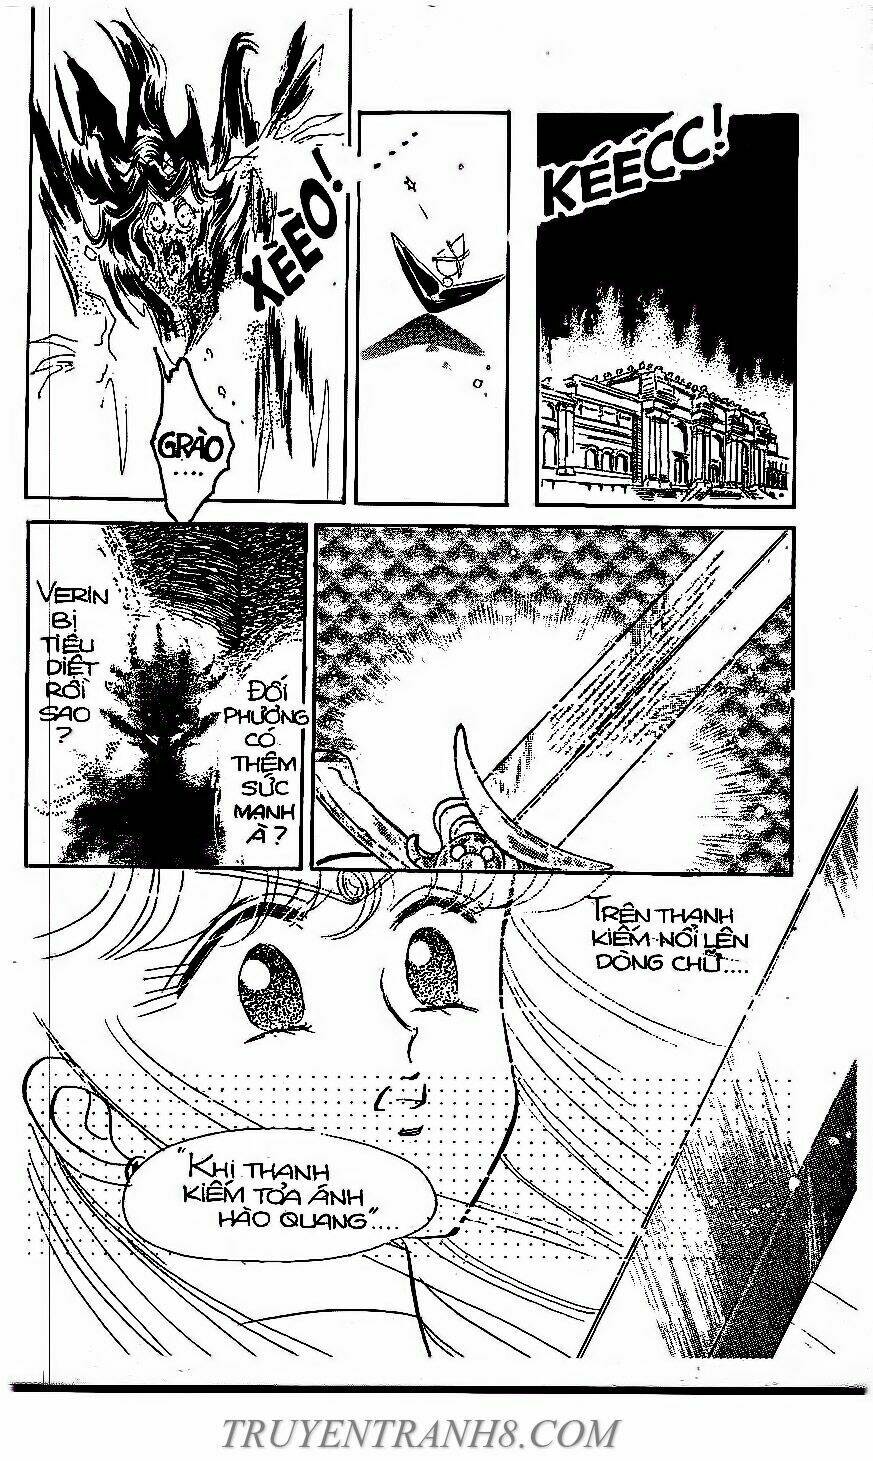 XÈÈO!
KÉÉCC!
GRÀO
.....
VERIN
BỊ
TIÊU
DIỆT
RỒI
SAO
?
ĐỐI
PHƯƠNG
CÓ
THÊM
SỨC
MẠNH
À?
TRÊN THANH
KIẾM NỔI LÊN
DÒNG CHỮ....
"KHI THANH
KIẾM TỎA ÁNH
HÀO QUANG"....
TRUYENTRANH8.COM